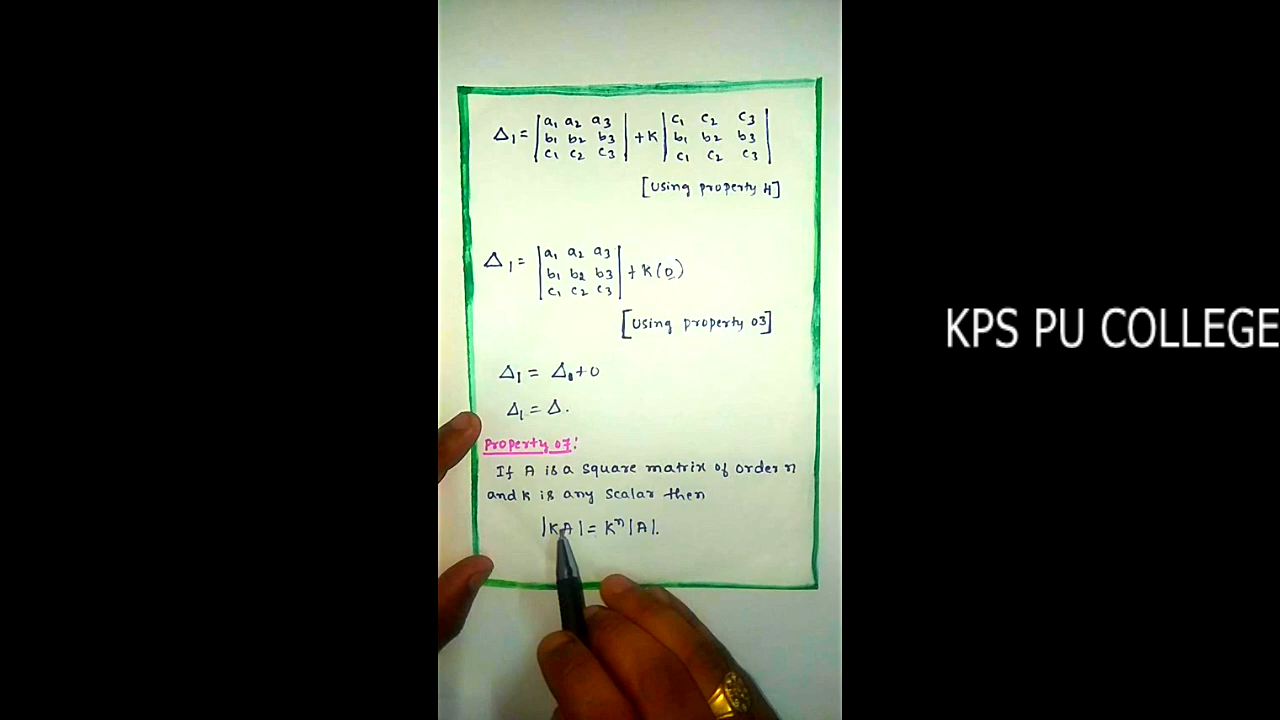 Δ₁ = | a₁ a₂ a₃ | + K | c₁ c₂ c₃ |
| b₁ b₂ b₃ | | b₁ b₂ b₃ |
| c₁ c₂ c₃ | | c₁ c₂ c₃ |
[Using property 4]
Δ₁ = | a₁ a₂ a₃ |
| b₁ b₂ b₃ | + K(0)
| c₁ c₂ c₃ |
[Using property 03]
Δ₁ = Δ + 0
Δ₁ = Δ.
Property 07:
If A is a square matrix of order n
and K is any scalar then
|KA| = Kⁿ |A|.
KPS PU COLLEGE